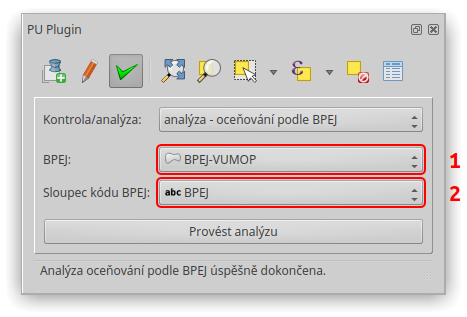 PU Plugin
Kontrola/analýza: analýza - oceňování podle BPEJ
BPEJ: BPEJ-VUMOP 1
Sloupec kódu BPEJ: abc BPEJ 2
Provést analýzu
Analýza oceňování podle BPEJ úspěšně dokončena.